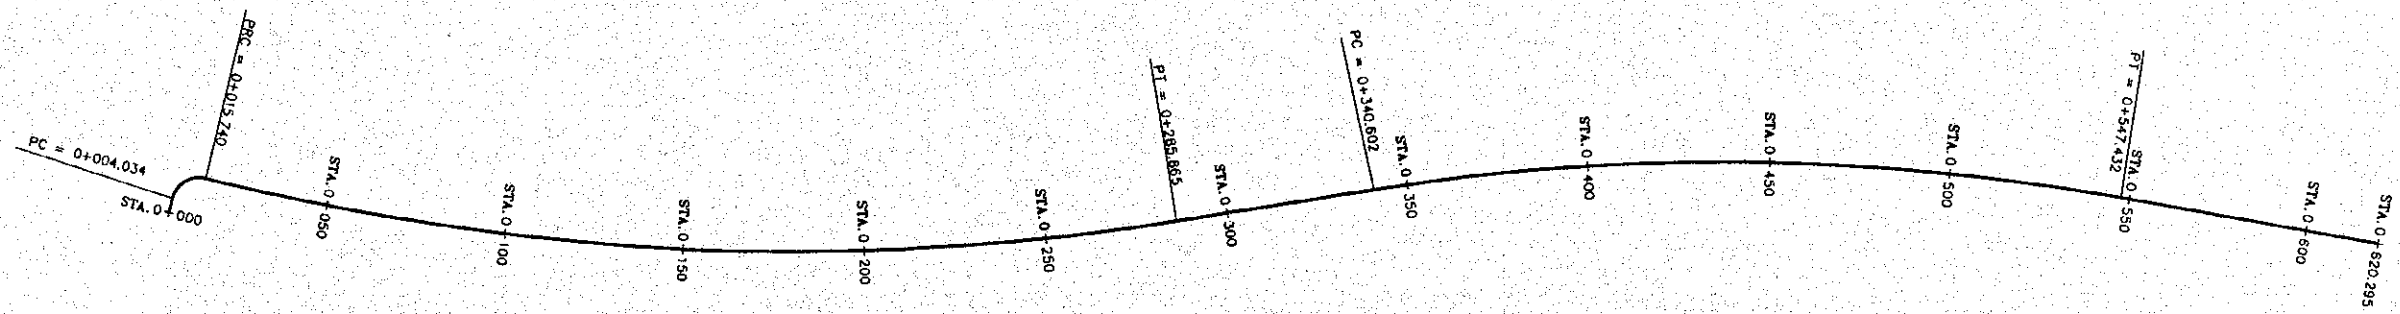 PC = 0+004.034
STA. 0+000
PRC = 0+015.740
STA. 0+050
STA. 0+100
STA. 0+150
STA. 0+200
STA. 0+250
PT = 0+285.865
STA. 0+300
PC = 0+340.602
STA. 0+350
STA. 0+400
STA. 0+450
STA. 0+500
PT = 0+547.432
STA. 0+550
STA. 0+600
STA. 0+620.295